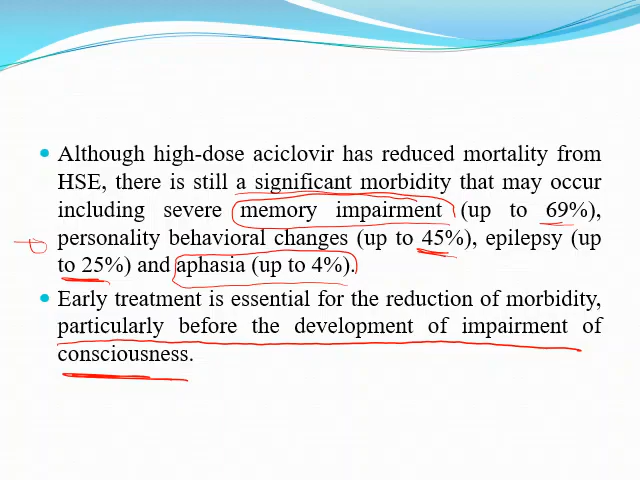 Although high-dose aciclovir has reduced mortality from
HSE, there is still a significant morbidity that may occur
including severe memory impairment (up to 69%),
personality behavioral changes (up to 45%), epilepsy (up
to 25%) and aphasia (up to 4%).
Early treatment is essential for the reduction of morbidity,
particularly before the development of impairment of
consciousness.